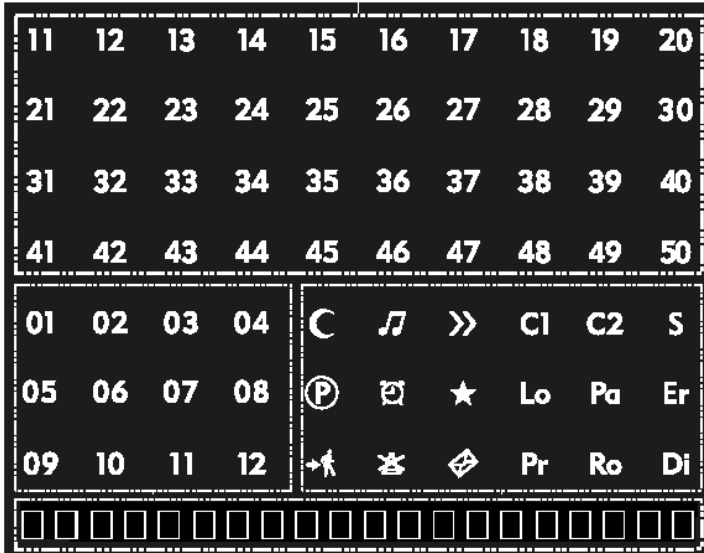 11 12 13 14 15 16 17 18 19 20
21 22 23 24 25 26 27 28 29 30
31 32 33 34 35 36 37 38 39 40
41 42 43 44 45 46 47 48 49 50
01 02 03 04 C1 C2 S
05 06 07 08 P Lo Pa Er
09 10 11 12 Pr Ro Di